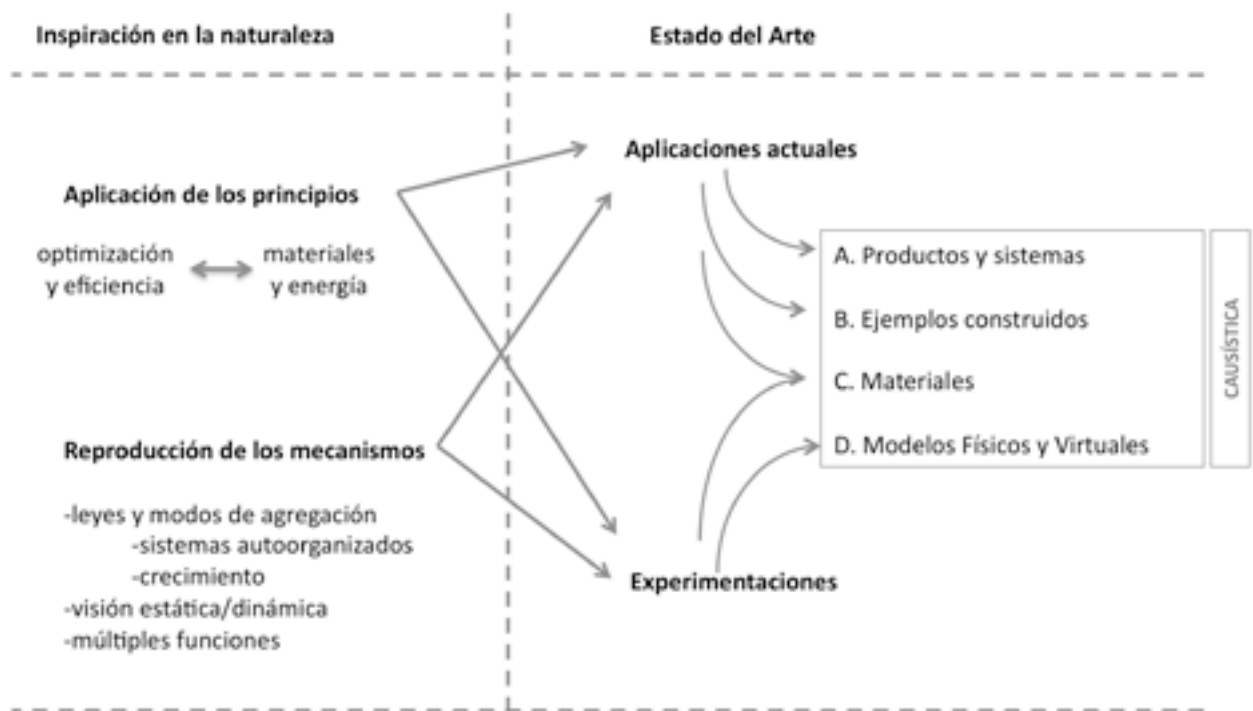 Inspiración en la naturaleza
Estado del Arte
Aplicación de los principios
optimización
y eficiencia
materiales
y energía
Reproducción de los mecanismos
-leyes y modos de agregación
-sistemas autoorganizados
-crecimiento
-visión estática/dinámica
-múltiples funciones
Aplicaciones actuales
A. Productos y sistemas
B. Ejemplos construidos
C. Materiales
D. Modelos Físicos y Virtuales
CAUSÍSTICA
Experimentaciones